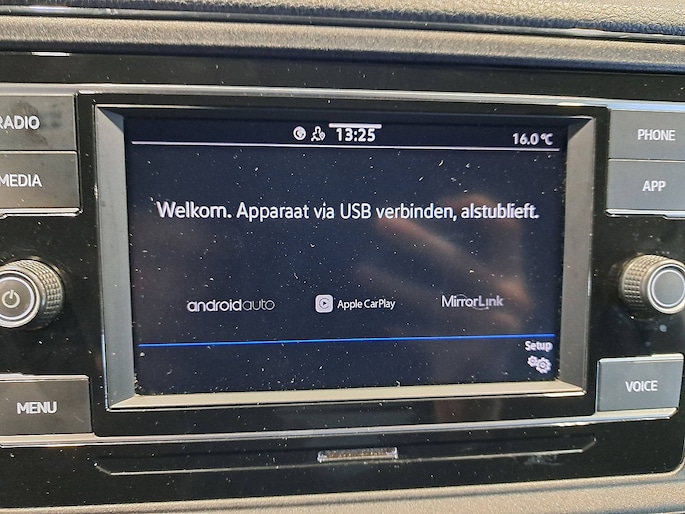 RADIO
MEDIA
MENU
13:25
16.0°C
Welkom. Apparaat via USB verbinden, alstublieft.
androidauto
Apple CarPlay
MirrorLink
Setup
PHONE
APP
VOICE